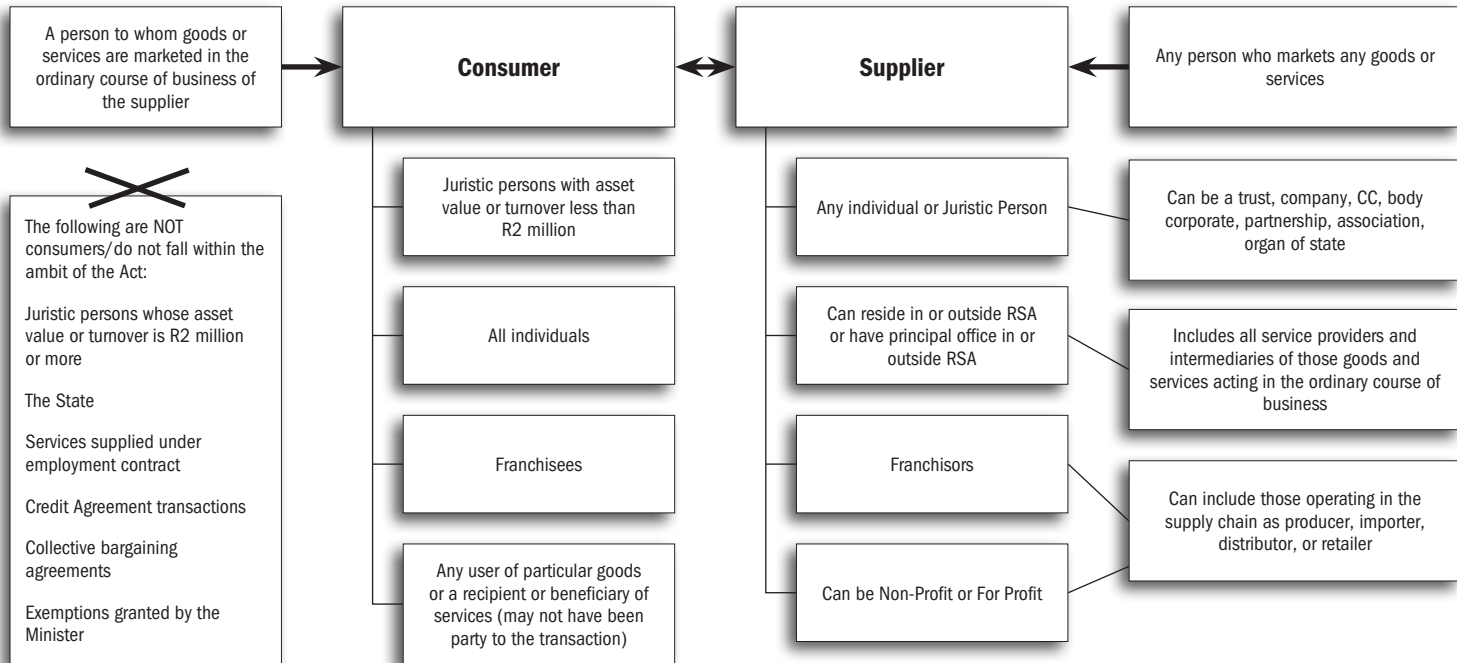 A person to whom goods or
services are marketed in the
ordinary course of business of
the supplier
Consumer
Supplier
Any person who markets any goods or
services
The following are NOT
consumers/do not fall within the
ambit of the Act:
Juristic persons whose asset
value or turnover is R2 million
or more
The State
Services supplied under
employment contract
Credit Agreement transactions
Collective bargaining
agreements
Exemptions granted by the
Minister
Juristic persons with asset
value or turnover less than
R2 million
All individuals
Franchisees
Any user of particular goods
or a recipient or beneficiary of
services (may not have been
party to the transaction)
Any individual or Juristic Person
Can reside in or outside RSA
or have principal office in or
outside RSA
Franchisors
Can be Non-Profit or For Profit
Can be a trust, company, CC, body
corporate, partnership, association,
organ of state
Includes all service providers and
intermediaries of those goods and
services acting in the ordinary course of
business
Can include those operating in the
supply chain as producer, importer,
distributor, or retailer